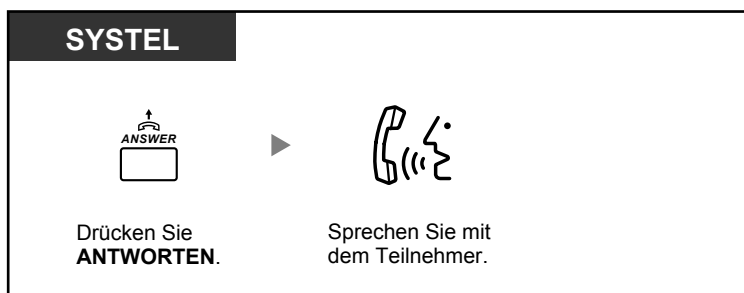 SYSTEL
ANSWER
Drücken Sie
ANTWORTEN.
Sprechen Sie mit
dem Teilnehmer.